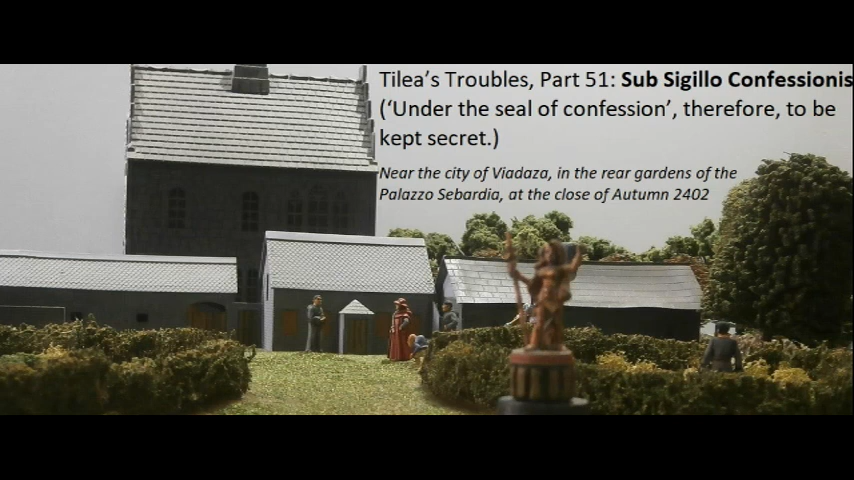 Tilea's Troubles, Part 51: Sub Sigillo Confessionis
('Under the seal of confession', therefore, to be
kept secret.)
Near the city of Viadaza, in the rear gardens of the
Palazzo Sebardia, at the close of Autumn 2402